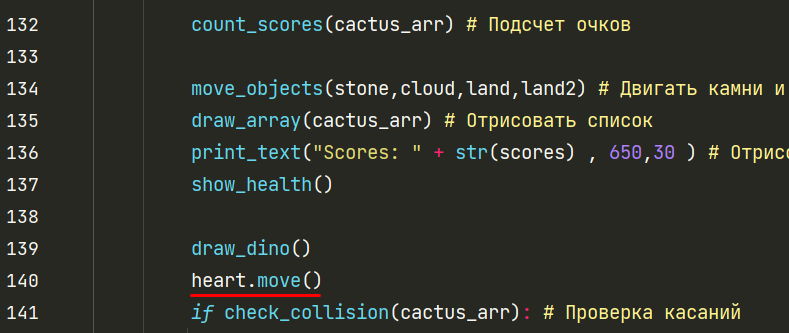 132 count_scores(cactus_arr) # Подсчет очков
133
134 move_objects(stone,cloud,land,land2) # Двигать камни и
135 draw_array(cactus_arr) # Отрисовать список
136 print_text("Scores: " + str(scores) , 650,30 ) #
137 show_health()
138
139 draw_dino()
140 heart.move()
141 if check_collision(cactus_arr): # Проверка касаний